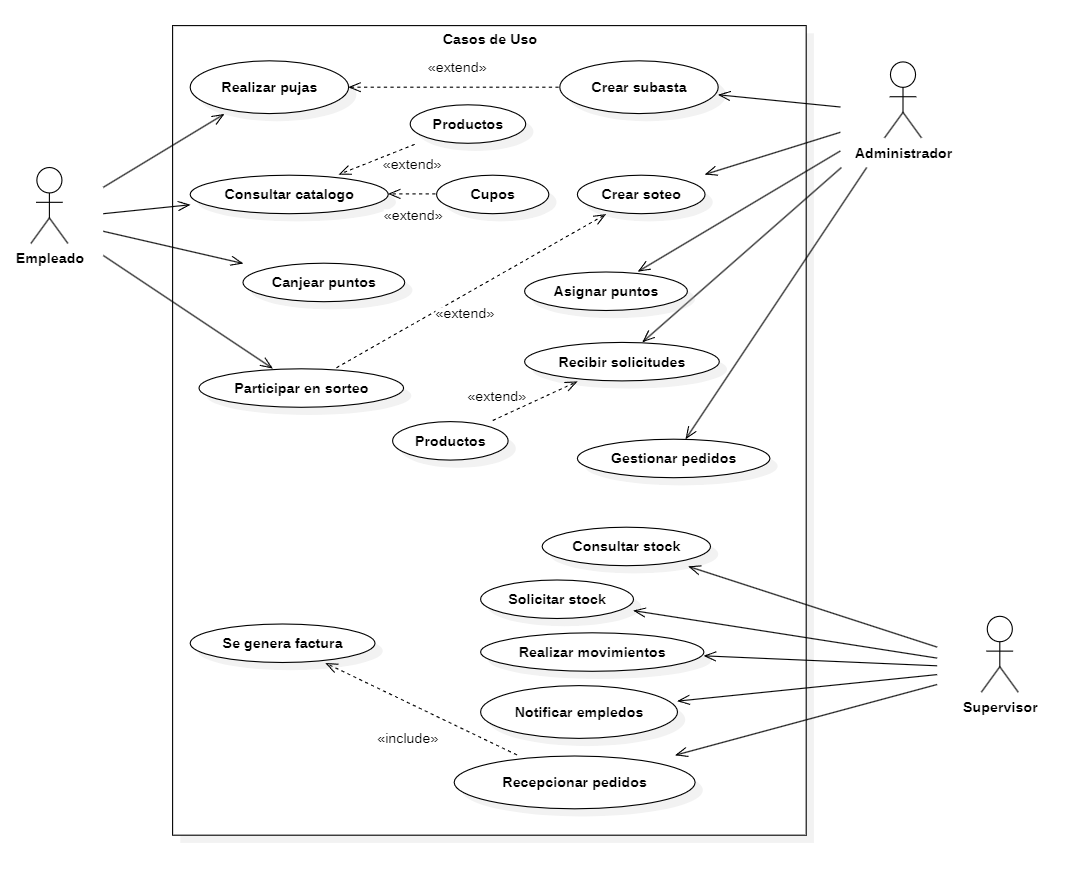 Casos de Uso
«extend»
Realizar pujas
Crear subasta
Productos
Administrador
«extend»
Consultar catalogo
Cupos
Crear soteo
«extend»
Empleado
Canjear puntos
Asignar puntos
«extend»
Recibir solicitudes
Participar en sorteo
«extend»
Productos
Gestionar pedidos
Consultar stock
Solicitar stock
Se genera factura
Realizar movimientos
Supervisor
Notificar empledos
«include»
Recepcionar pedidos